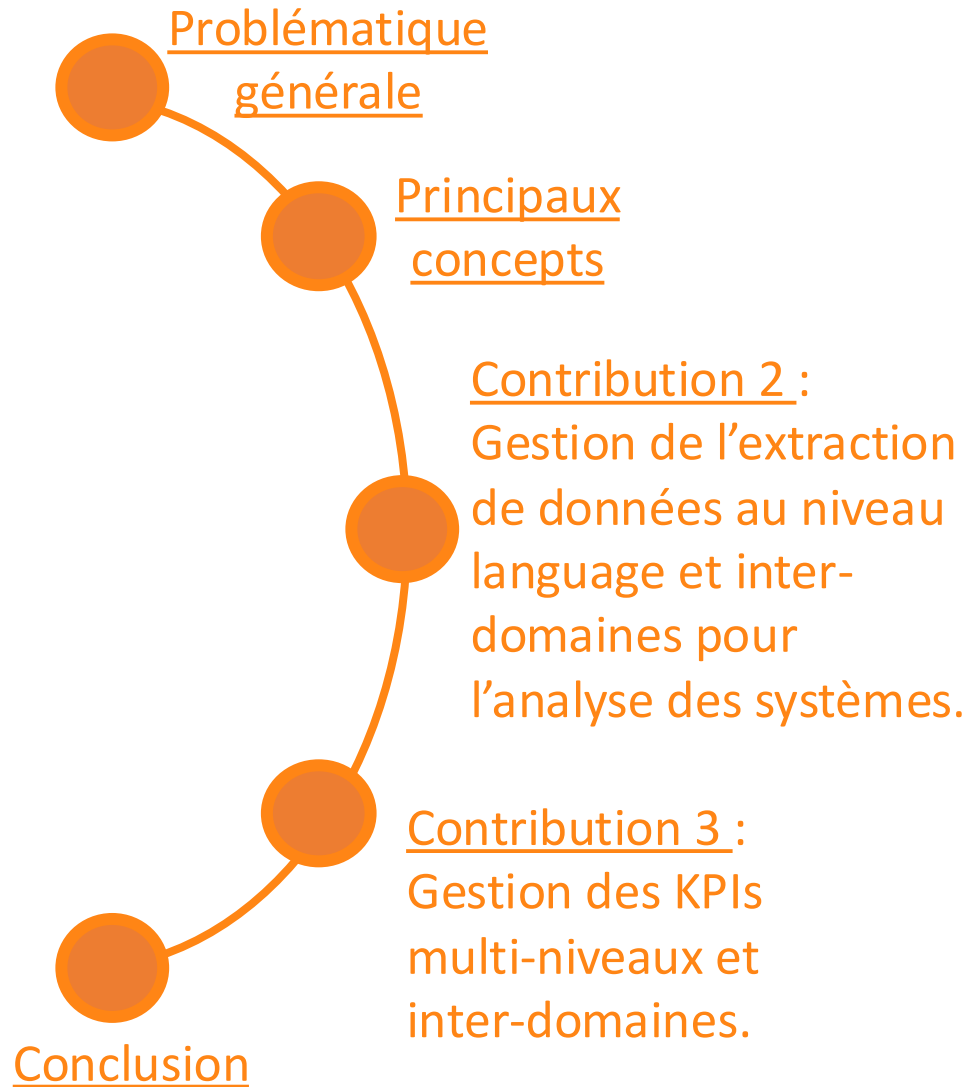 Problématique
générale
Principaux
concepts
Contribution 2 :
Gestion de l’extraction
de données au niveau
language et inter-
domaines pour
l’analyse des systèmes.
Contribution 3 :
Gestion des KPIs
multi-niveaux et
inter-domaines.
Conclusion